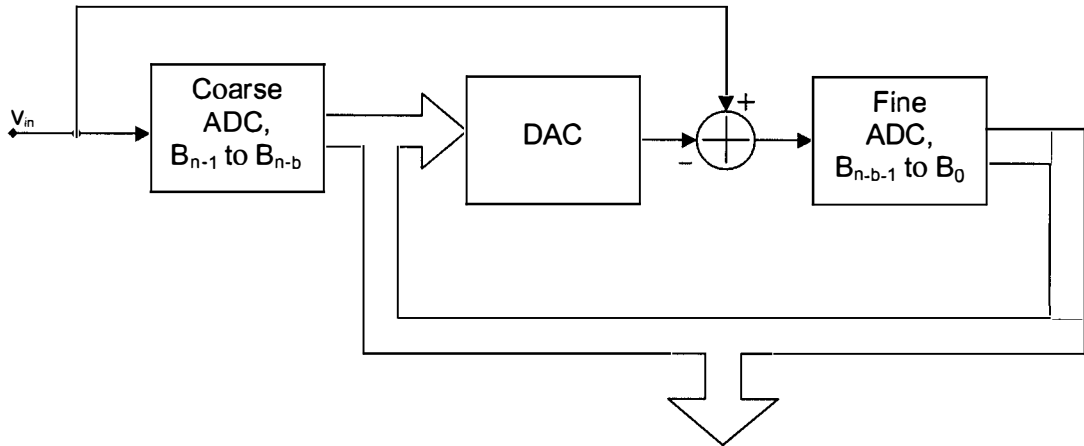 V_in
Coarse
ADC,
B_n-1 to B_n-b
DAC
+
−
Fine
ADC,
B_n-b-1 to B_0